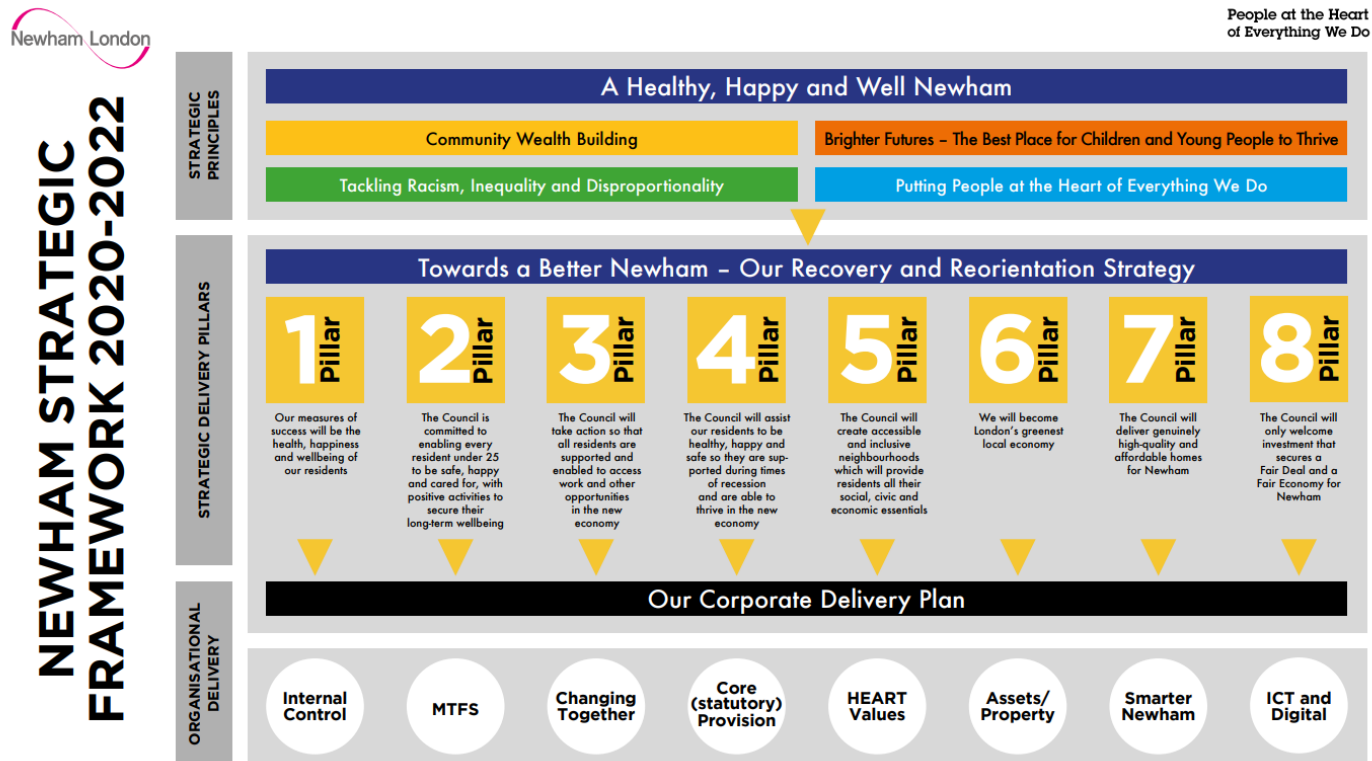 Newham London
People at the Heart
of Everything We Do
NEWHAM STRATEGIC
FRAMEWORK 2020-2022
STRATEGIC
PRINCIPLES
A Healthy, Happy and Well Newham
Community Wealth Building
Brighter Futures – The Best Place for Children and Young People to Thrive
Tackling Racism, Inequality and Disproportionality
Putting People at the Heart of Everything We Do
STRATEGIC DELIVERY PILLARS
Towards a Better Newham – Our Recovery and Reorientation Strategy
1 Pillar
Our measures of
success will be the
health, happiness
and wellbeing of
our residents
2 Pillar
The Council is
committed to
enabling every
resident under 25
to be safe, happy
and cared for, with
positive activities to
secure their
long-term wellbeing
3 Pillar
The Council will
take action so that
all residents are
supported and
enabled to access
work and other
opportunities
in the new
economy
4 Pillar
The Council will assist
our residents to be
healthy, happy and
safe so they are sup-
ported during times
of recession
and are able to
thrive in the new
economy
5 Pillar
The Council will
create accessible
and inclusive
neighbourhoods
which will provide
residents all their
social, civic and
economic essentials
6 Pillar
We will become
London's greenest
local economy
7 Pillar
The Council will
deliver genuinely
high-quality and
affordable homes
for Newham
8 Pillar
The Council will
only welcome
investment that
secures a
Fair Deal and a
Fair Economy for
Newham
ORGANISATIONAL
DELIVERY
Our Corporate Delivery Plan
Internal
Control
MTFS
Changing
Together
Core
(statutory)
Provision
HEART
Values
Assets/
Property
Smarter
Newham
ICT and
Digital